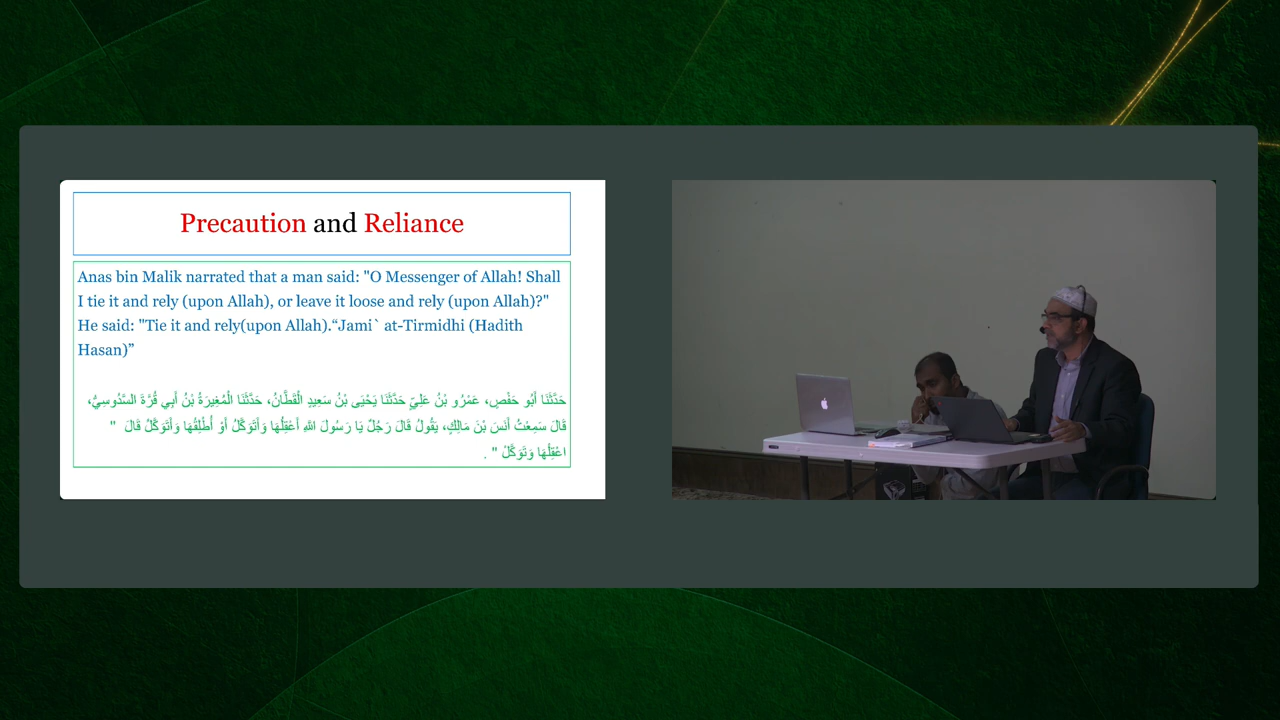 Precaution and Reliance
Anas bin Malik narrated that a man said: "O Messenger of Allah! Shall
I tie it and rely (upon Allah), or leave it loose and rely (upon Allah)?"
He said: "Tie it and rely(upon Allah).“Jami` at-Tirmidhi (Hadith
Hasan)”
حَدَّثَنَا أَبُو حَفْصٍ، عَمْرُو بْنُ عَلِيٍّ حَدَّثَنَا يَحْيَى بْنُ سَعِيدٍ الْقَطَّانُ، حَدَّثَنَا الْمُغِيرَةُ بْنُ أَبِي قُرَّةَ السَّدُوسِيُّ،
قَالَ سَمِعْتُ أَنَسَ بْنَ مَالِكٍ، يَقُولُ قَالَ رَجُلٌ يَا رَسُولَ اللَّهِ أَعْقِلُهَا وَأَتَوَكَّلُ أَوْ أُطْلِقُهَا وَأَتَوَكَّلُ قَالَ ‏"‏
اعْقِلْهَا وَتَوَكَّلْ ‏"‏ ‏.‏